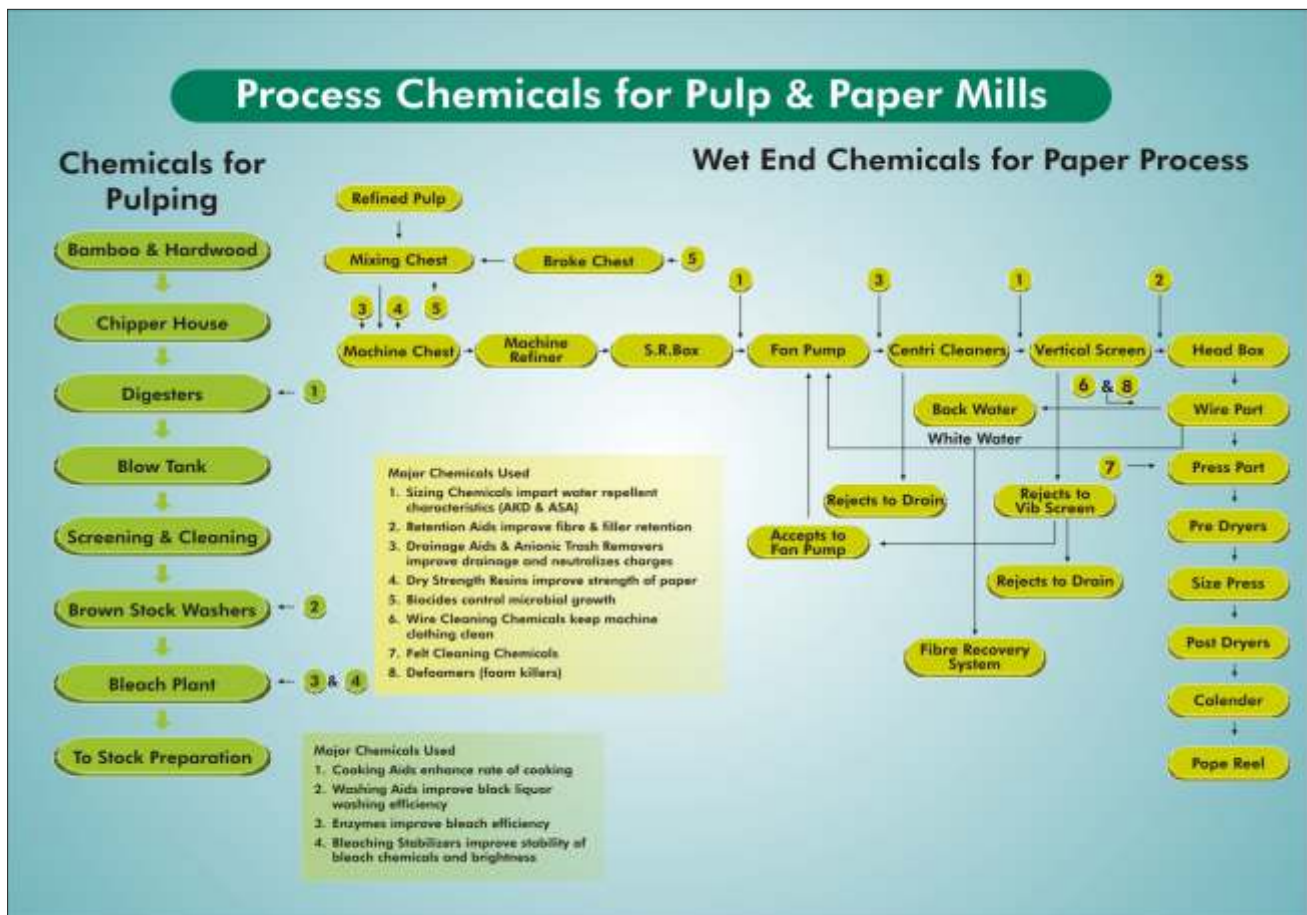 Process Chemicals for Pulp & Paper Mills
Chemicals for
Pulping
Bamboo & Hardwood
Chipper House
Digesters
1
Blow Tank
Screening & Cleaning
Brown Stock Washers
2
Bleach Plant
3 & 4
To Stock Preparation
Wet End Chemicals for Paper Process
Refined Pulp
Mixing Chest
Broke Chest
5
3
4
5
1
3
1
2
Machine Chest
Machine
Refiner
S.R.Box
Fan Pump
Centri Cleaners
Vertical Screen
Head Box
6 & 8
Back Water
Wire Part
White Water
7
Press Part
Rejects to Drain
Rejects to
Vib Screen
Accepts to
Fan Pump
Pre Dryers
Rejects to Drain
Size Press
Fibre Recovery
System
Post Dryers
Calender
Pope Reel
Major Chemicals Used
1. Sizing Chemicals impart water repellent
characteristics (AKD & ASA)
2. Retention Aids improve fibre & filler retention
3. Drainage Aids & Anionic Trash Removers
improve drainage and neutralizes charges
4. Dry Strength Resins improve strength of paper
5. Biocides control microbial growth
6. Wire Cleaning Chemicals keep machine
clothing clean
7. Felt Cleaning Chemicals
8. Defoamers (foam killers)
Major Chemicals Used
1. Cooking Aids enhance rate of cooking
2. Washing Aids improve black liquor
washing efficiency
3. Enzymes improve bleach efficiency
4. Bleaching Stabilizers improve stability of
bleach chemicals and brightness